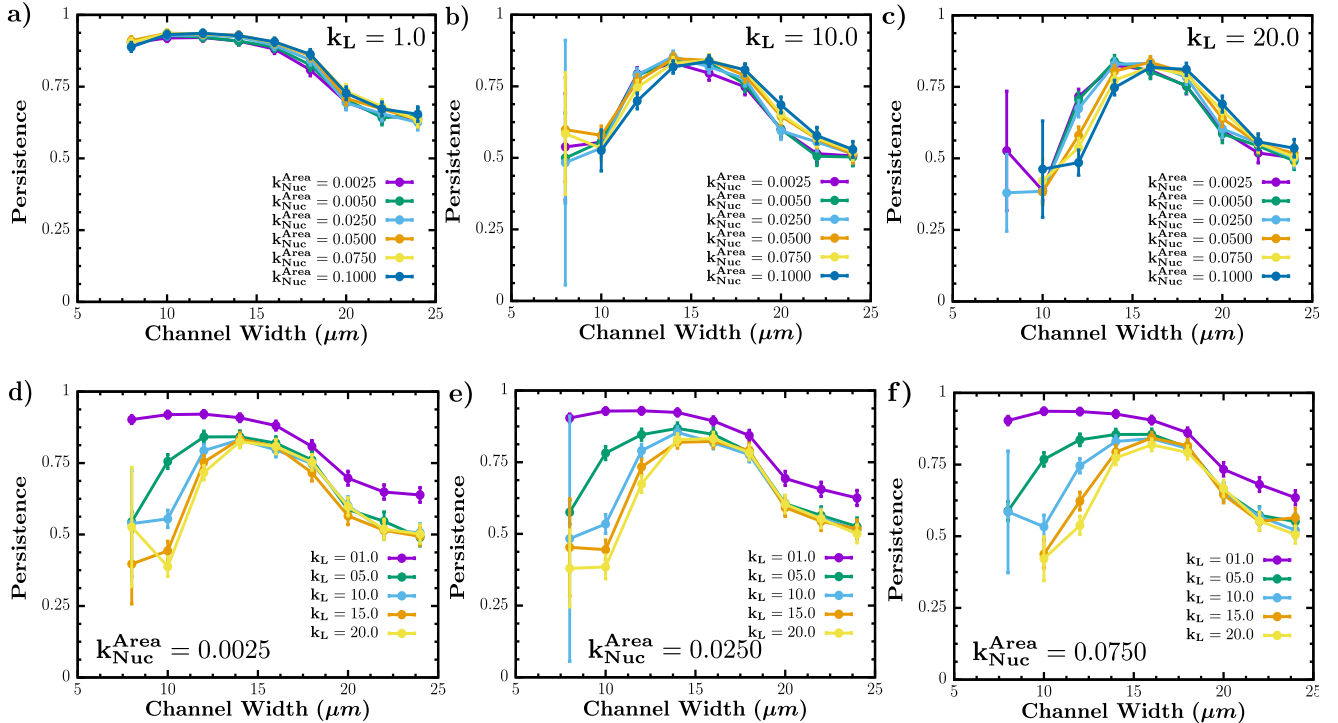 a)
k_L = 1.0
Persistence
1
0.75
0.5
0.25
0
k_Nuc^Area = 0.0025
k_Nuc^Area = 0.0050
k_Nuc^Area = 0.0250
k_Nuc^Area = 0.0500
k_Nuc^Area = 0.0750
k_Nuc^Area = 0.1000
5 10 15 20 25
Channel Width (μm)
b)
k_L = 10.0
Persistence
1
0.75
0.5
0.25
0
k_Nuc^Area = 0.0025
k_Nuc^Area = 0.0050
k_Nuc^Area = 0.0250
k_Nuc^Area = 0.0500
k_Nuc^Area = 0.0750
k_Nuc^Area = 0.1000
5 10 15 20 25
Channel Width (μm)
c)
k_L = 20.0
Persistence
1
0.75
0.5
0.25
0
k_Nuc^Area = 0.0025
k_Nuc^Area = 0.0050
k_Nuc^Area = 0.0250
k_Nuc^Area = 0.0500
k_Nuc^Area = 0.0750
k_Nuc^Area = 0.1000
5 10 15 20 25
Channel Width (μm)
d)
Persistence
1
0.75
0.5
0.25
0
k_L = 01.0
k_L = 05.0
k_L = 10.0
k_L = 15.0
k_L = 20.0
k_Nuc^Area = 0.0025
5 10 15 20 25
Channel Width (μm)
e)
Persistence
1
0.75
0.5
0.25
0
k_L = 01.0
k_L = 05.0
k_L = 10.0
k_L = 15.0
k_L = 20.0
k_Nuc^Area = 0.0250
5 10 15 20 25
Channel Width (μm)
f)
Persistence
1
0.75
0.5
0.25
0
k_L = 01.0
k_L = 05.0
k_L = 10.0
k_L = 15.0
k_L = 20.0
k_Nuc^Area = 0.0750
5 10 15 20 25
Channel Width (μm)